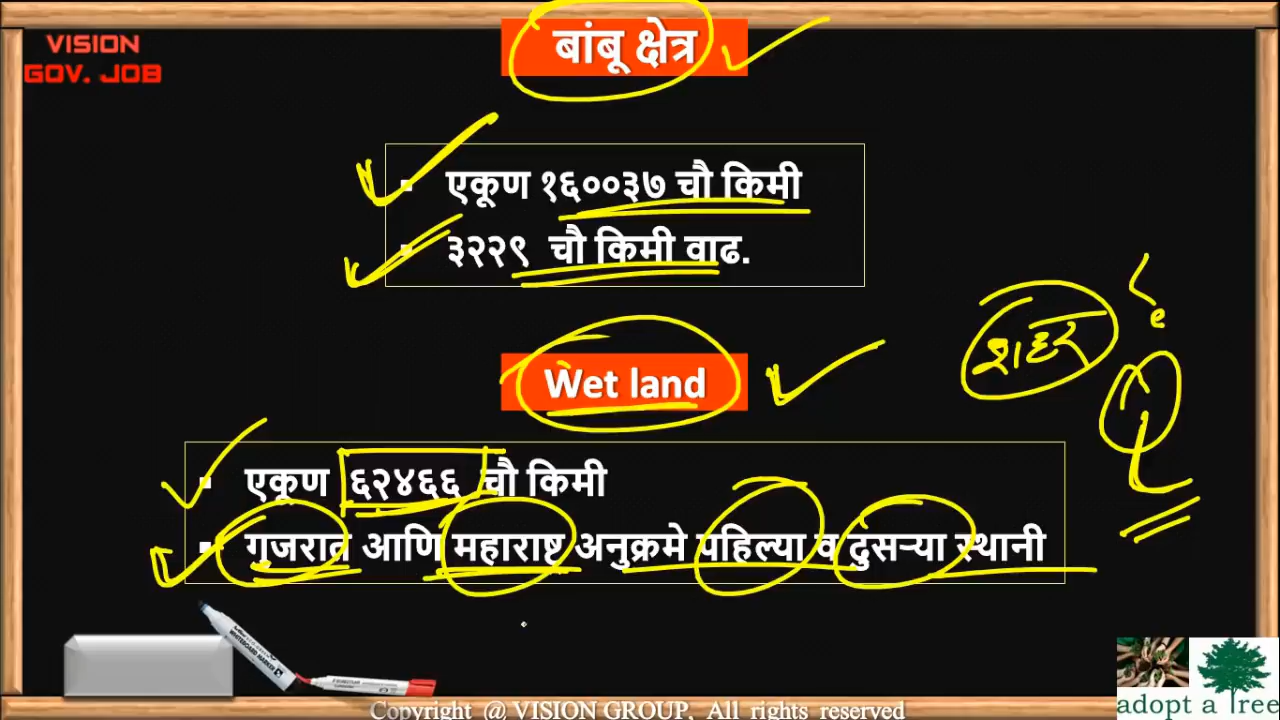 VISION
GOV. JOB
बांबू क्षेत्र
एकूण १६००३७ चौ किमी
३२२९ चौ किमी वाढ.
शहर
Wet land
एकूण ६२४६६ चौ किमी
गुजरात आणि महाराष्ट्र अनुक्रमे पहिल्या व दुसऱ्या स्थानी
adopt a Tree
Copyright @ VISION GROUP, All rights reserved